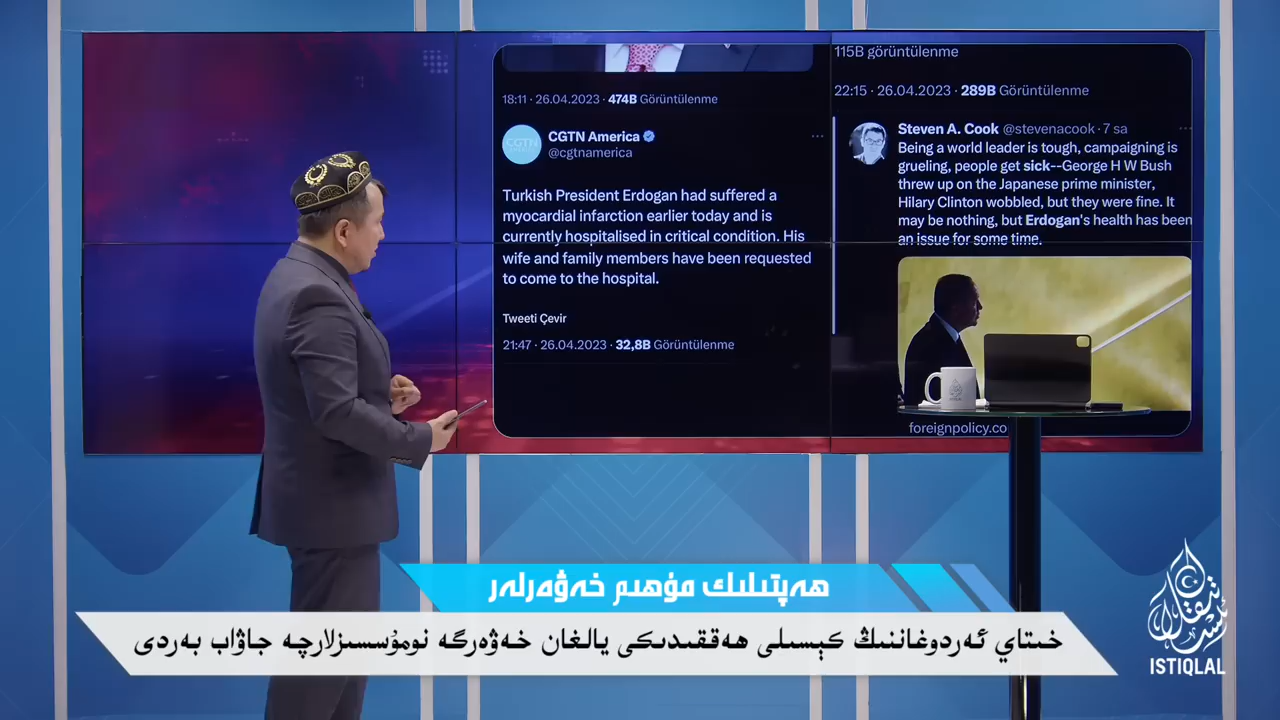 18:11 · 26.04.2023 · 474B Görüntülenme
CGTN America
@cgtnamerica
Turkish President Erdogan had suffered a
myocardial infarction earlier today and is
currently hospitalised in critical condition. His
wife and family members have been requested
to come to the hospital.
Tweeti Çevir
21:47 · 26.04.2023 · 32,8B Görüntülenme
115B görüntülenme
22:15 · 26.04.2023 · 289B Görüntülenme
Steven A. Cook @stevenacook · 7 sa
Being a world leader is tough, campaigning is
grueling, people get sick--George H W Bush
threw up on the Japanese prime minister,
Hilary Clinton wobbled, but they were fine. It
may be nothing, but Erdogan's health has been
an issue for some time.
foreignpolicy.co
ھەپتىلىك مۇھىم خەۋەرلەر
خىتاي ئەردوغاننىڭ كېسىلى ھەققىدىكى يالغان خەۋەرگە نومۇسسىزلارچە جاۋاب بەردى
ئىستىقلال
ISTIQLAL